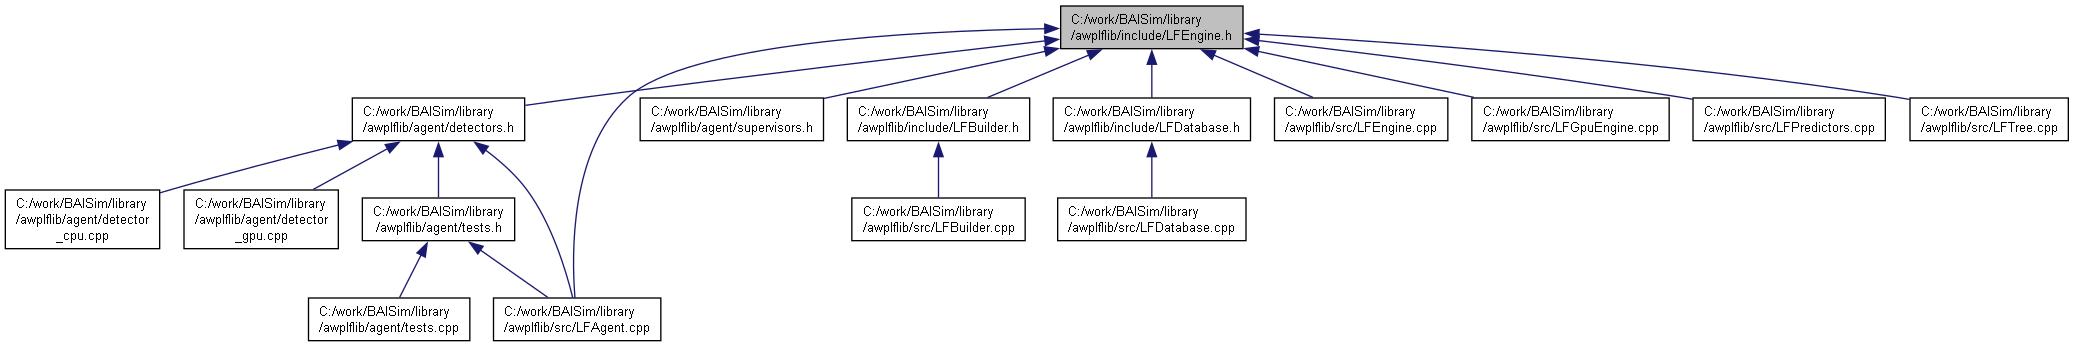 C:/work/BAISim/library
/awplflib/include/LFEngine.h
C:/work/BAISim/library
/awplflib/agent/detectors.h
C:/work/BAISim/library
/awplflib/agent/supervisors.h
C:/work/BAISim/library
/awplflib/include/LFBuilder.h
C:/work/BAISim/library
/awplflib/include/LFDatabase.h
C:/work/BAISim/library
/awplflib/src/LFEngine.cpp
C:/work/BAISim/library
/awplflib/src/LFGpuEngine.cpp
C:/work/BAISim/library
/awplflib/src/LFPredictors.cpp
C:/work/BAISim/library
/awplflib/src/LFTree.cpp
C:/work/BAISim/library
/awplflib/agent/detector
_cpu.cpp
C:/work/BAISim/library
/awplflib/agent/detector
_gpu.cpp
C:/work/BAISim/library
/awplflib/agent/tests.h
C:/work/BAISim/library
/awplflib/src/LFBuilder.cpp
C:/work/BAISim/library
/awplflib/src/LFDatabase.cpp
C:/work/BAISim/library
/awplflib/agent/tests.cpp
C:/work/BAISim/library
/awplflib/src/LFAgent.cpp